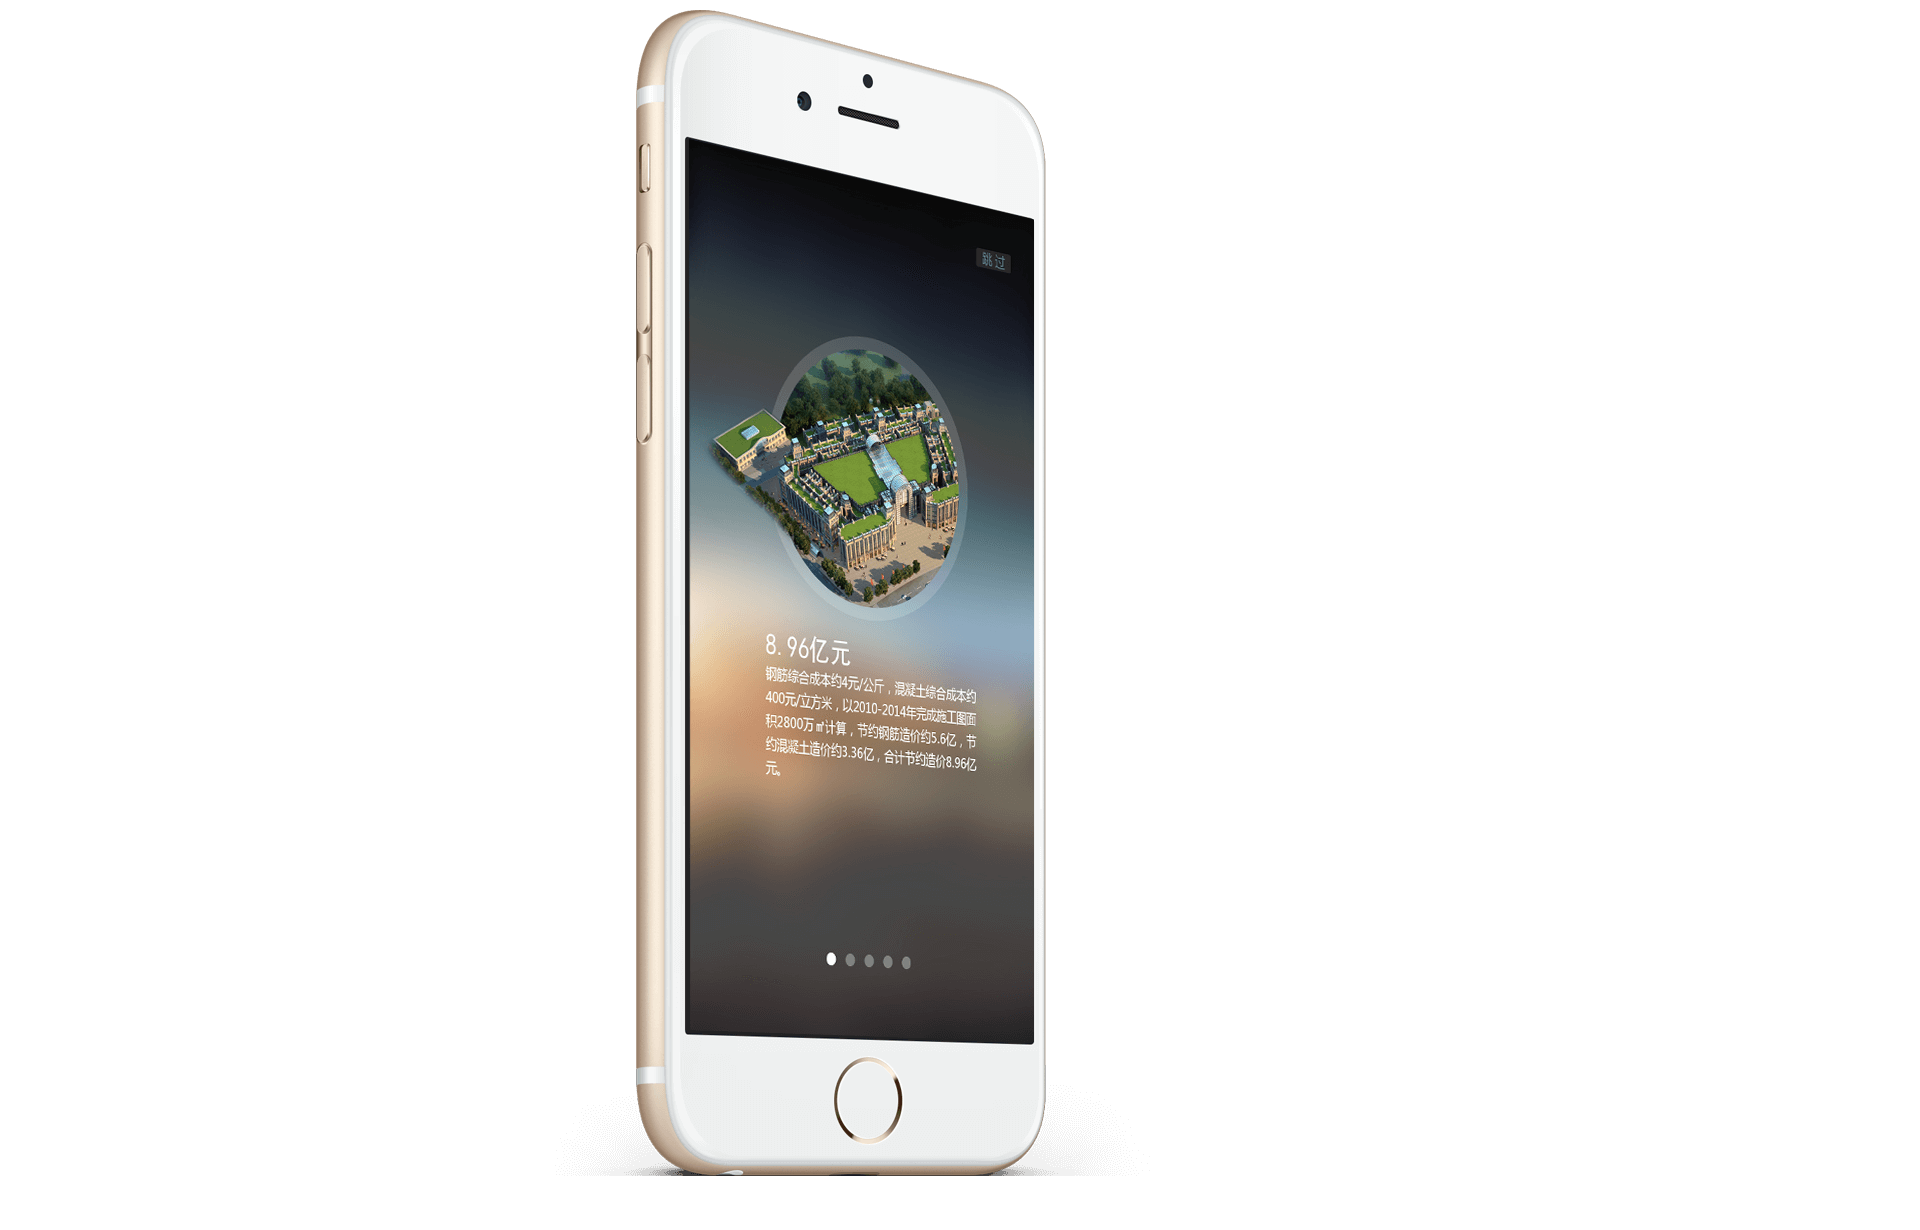 跳过
8.96亿元
钢筋综合成本约4元/公斤，混凝土综合成本约
400元/立方米，以2010-2014年完成施工图面
积2800万㎡计算，节约钢筋造价约5.6亿，节
约混凝土造价约3.36亿，合计节约造价8.96亿
元。